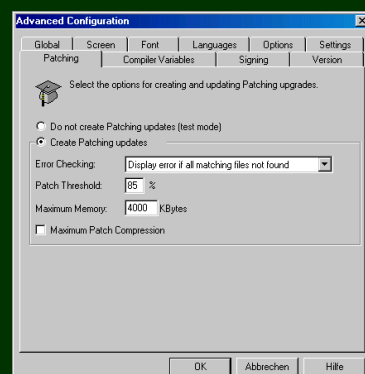 Advanced Configuration
Global Screen Font Languages Options Settings
Patching Compiler Variables Signing Version
Select the options for creating and updating Patching upgrades.
Do not create Patching updates (test mode)
Create Patching updates
Error Checking: Display error if all matching files not found
Patch Threshold: 85 %
Maximum Memory: 4000 KBytes
Maximum Patch Compression
OK Abbrechen Hilfe